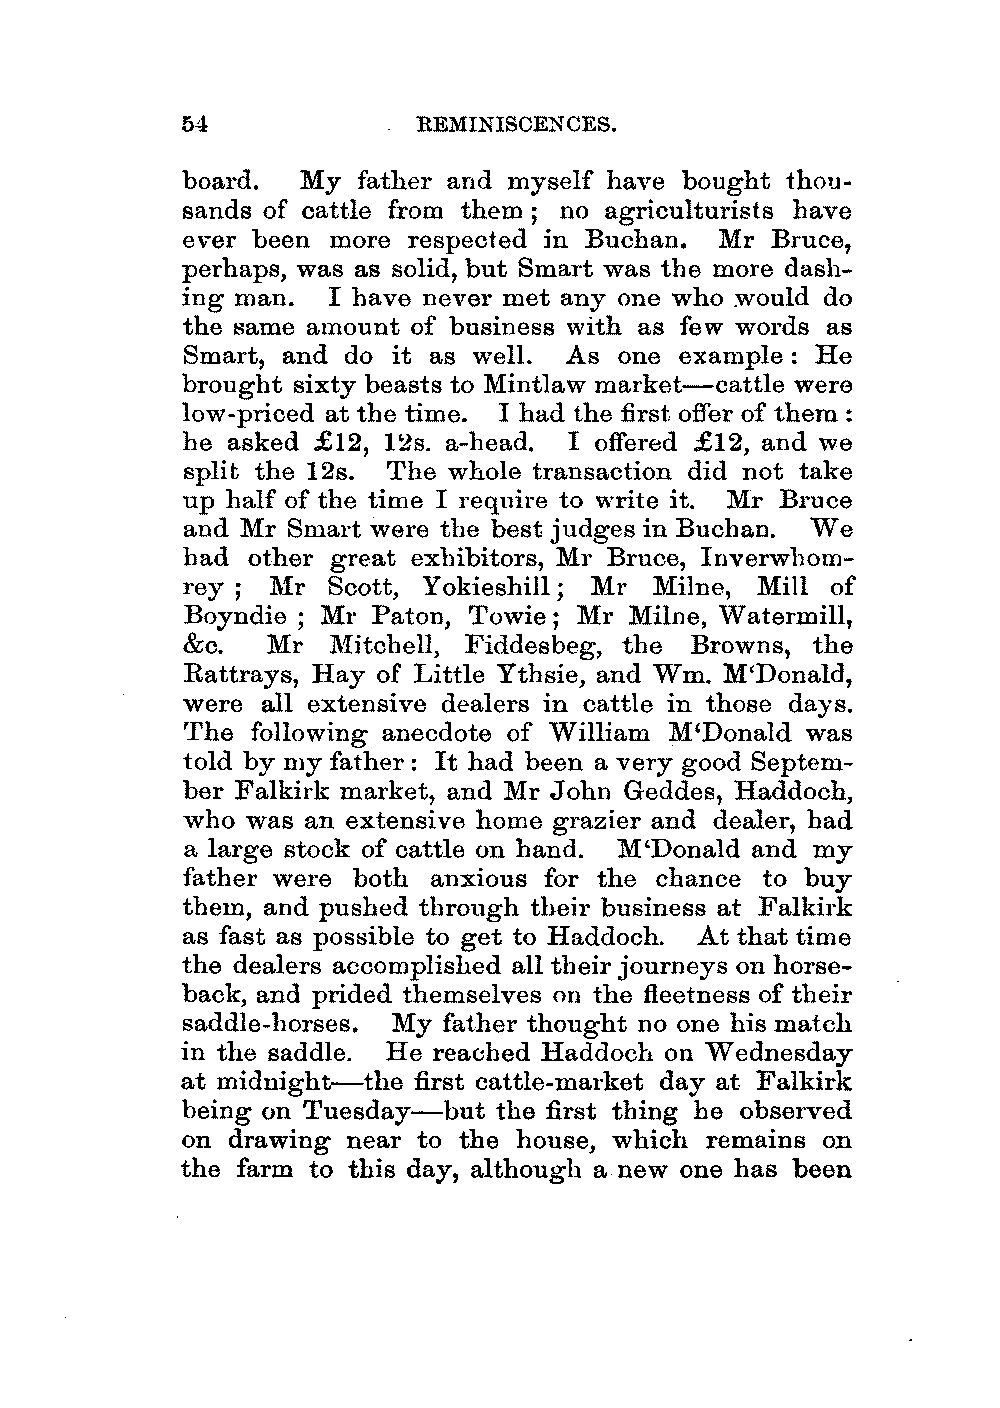 54 REMINISCENCES.
board. My father and myself have bought thou-
sands of cattle from them ; no agriculturists have
ever been more respected in Buchan. Mr Bruce,
perhaps, was as solid, but Smart was the more dash-
ing man. I have never met any one who would do
the same amount of business with as few words as
Smart, and do it as well. As one example : He
brought sixty beasts to Mintlaw market—cattle were
low-priced at the time. I had the first offer of them :
he asked £12, 12s. a-head. I offered £12, and we
split the 12s. The whole transaction did not take
up half of the time I require to write it. Mr Bruce
and Mr Smart were the best judges in Buchan. We
had other great exhibitors, Mr Bruce, Inverwhom-
rey ; Mr Scott, Yokieshill ; Mr Milne, Mill of
Boyndie ; Mr Paton, Towie ; Mr Milne, Watermill,
&c. Mr Mitchell, Fiddesbeg, the Browns, the
Rattrays, Hay of Little Ythsie, and Wm. M‘Donald,
were all extensive dealers in cattle in those days.
The following anecdote of William M‘Donald was
told by my father : It had been a very good Septem-
ber Falkirk market, and Mr John Geddes, Haddoch,
who was an extensive home grazier and dealer, had
a large stock of cattle on hand. M‘Donald and my
father were both anxious for the chance to buy
them, and pushed through their business at Falkirk
as fast as possible to get to Haddoch. At that time
the dealers accomplished all their journeys on horse-
back, and prided themselves on the fleetness of their
saddle-horses. My father thought no one his match
in the saddle. He reached Haddoch on Wednesday
at midnight—the first cattle-market day at Falkirk
being on Tuesday—but the first thing he observed
on drawing near to the house, which remains on
the farm to this day, although a new one has been